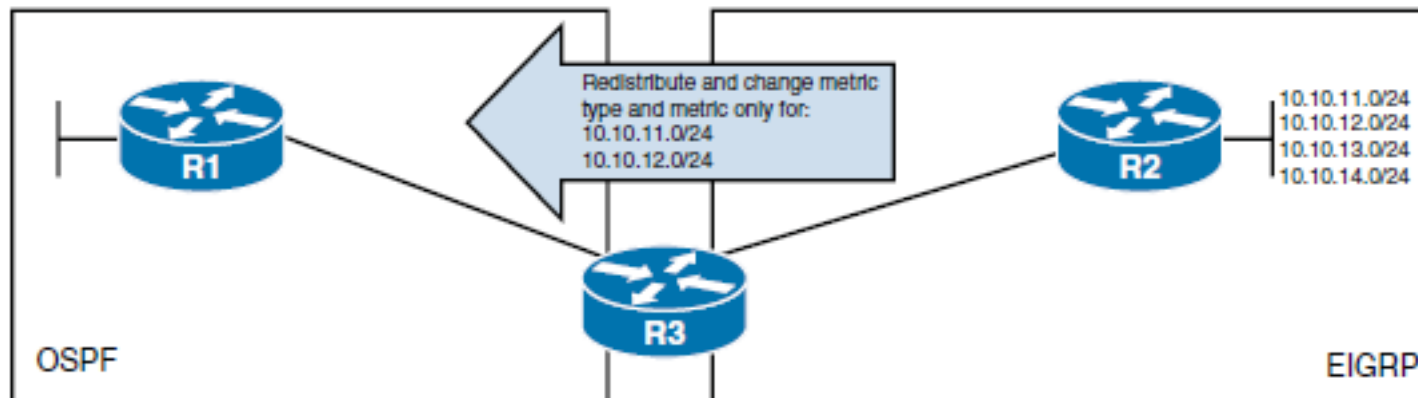 Redistribute and change metric
type and metric only for:
10.10.11.0/24
10.10.12.0/24
R1
R2
10.10.11.0/24
10.10.12.0/24
10.10.13.0/24
10.10.14.0/24
R3
OSPF
EIGRP